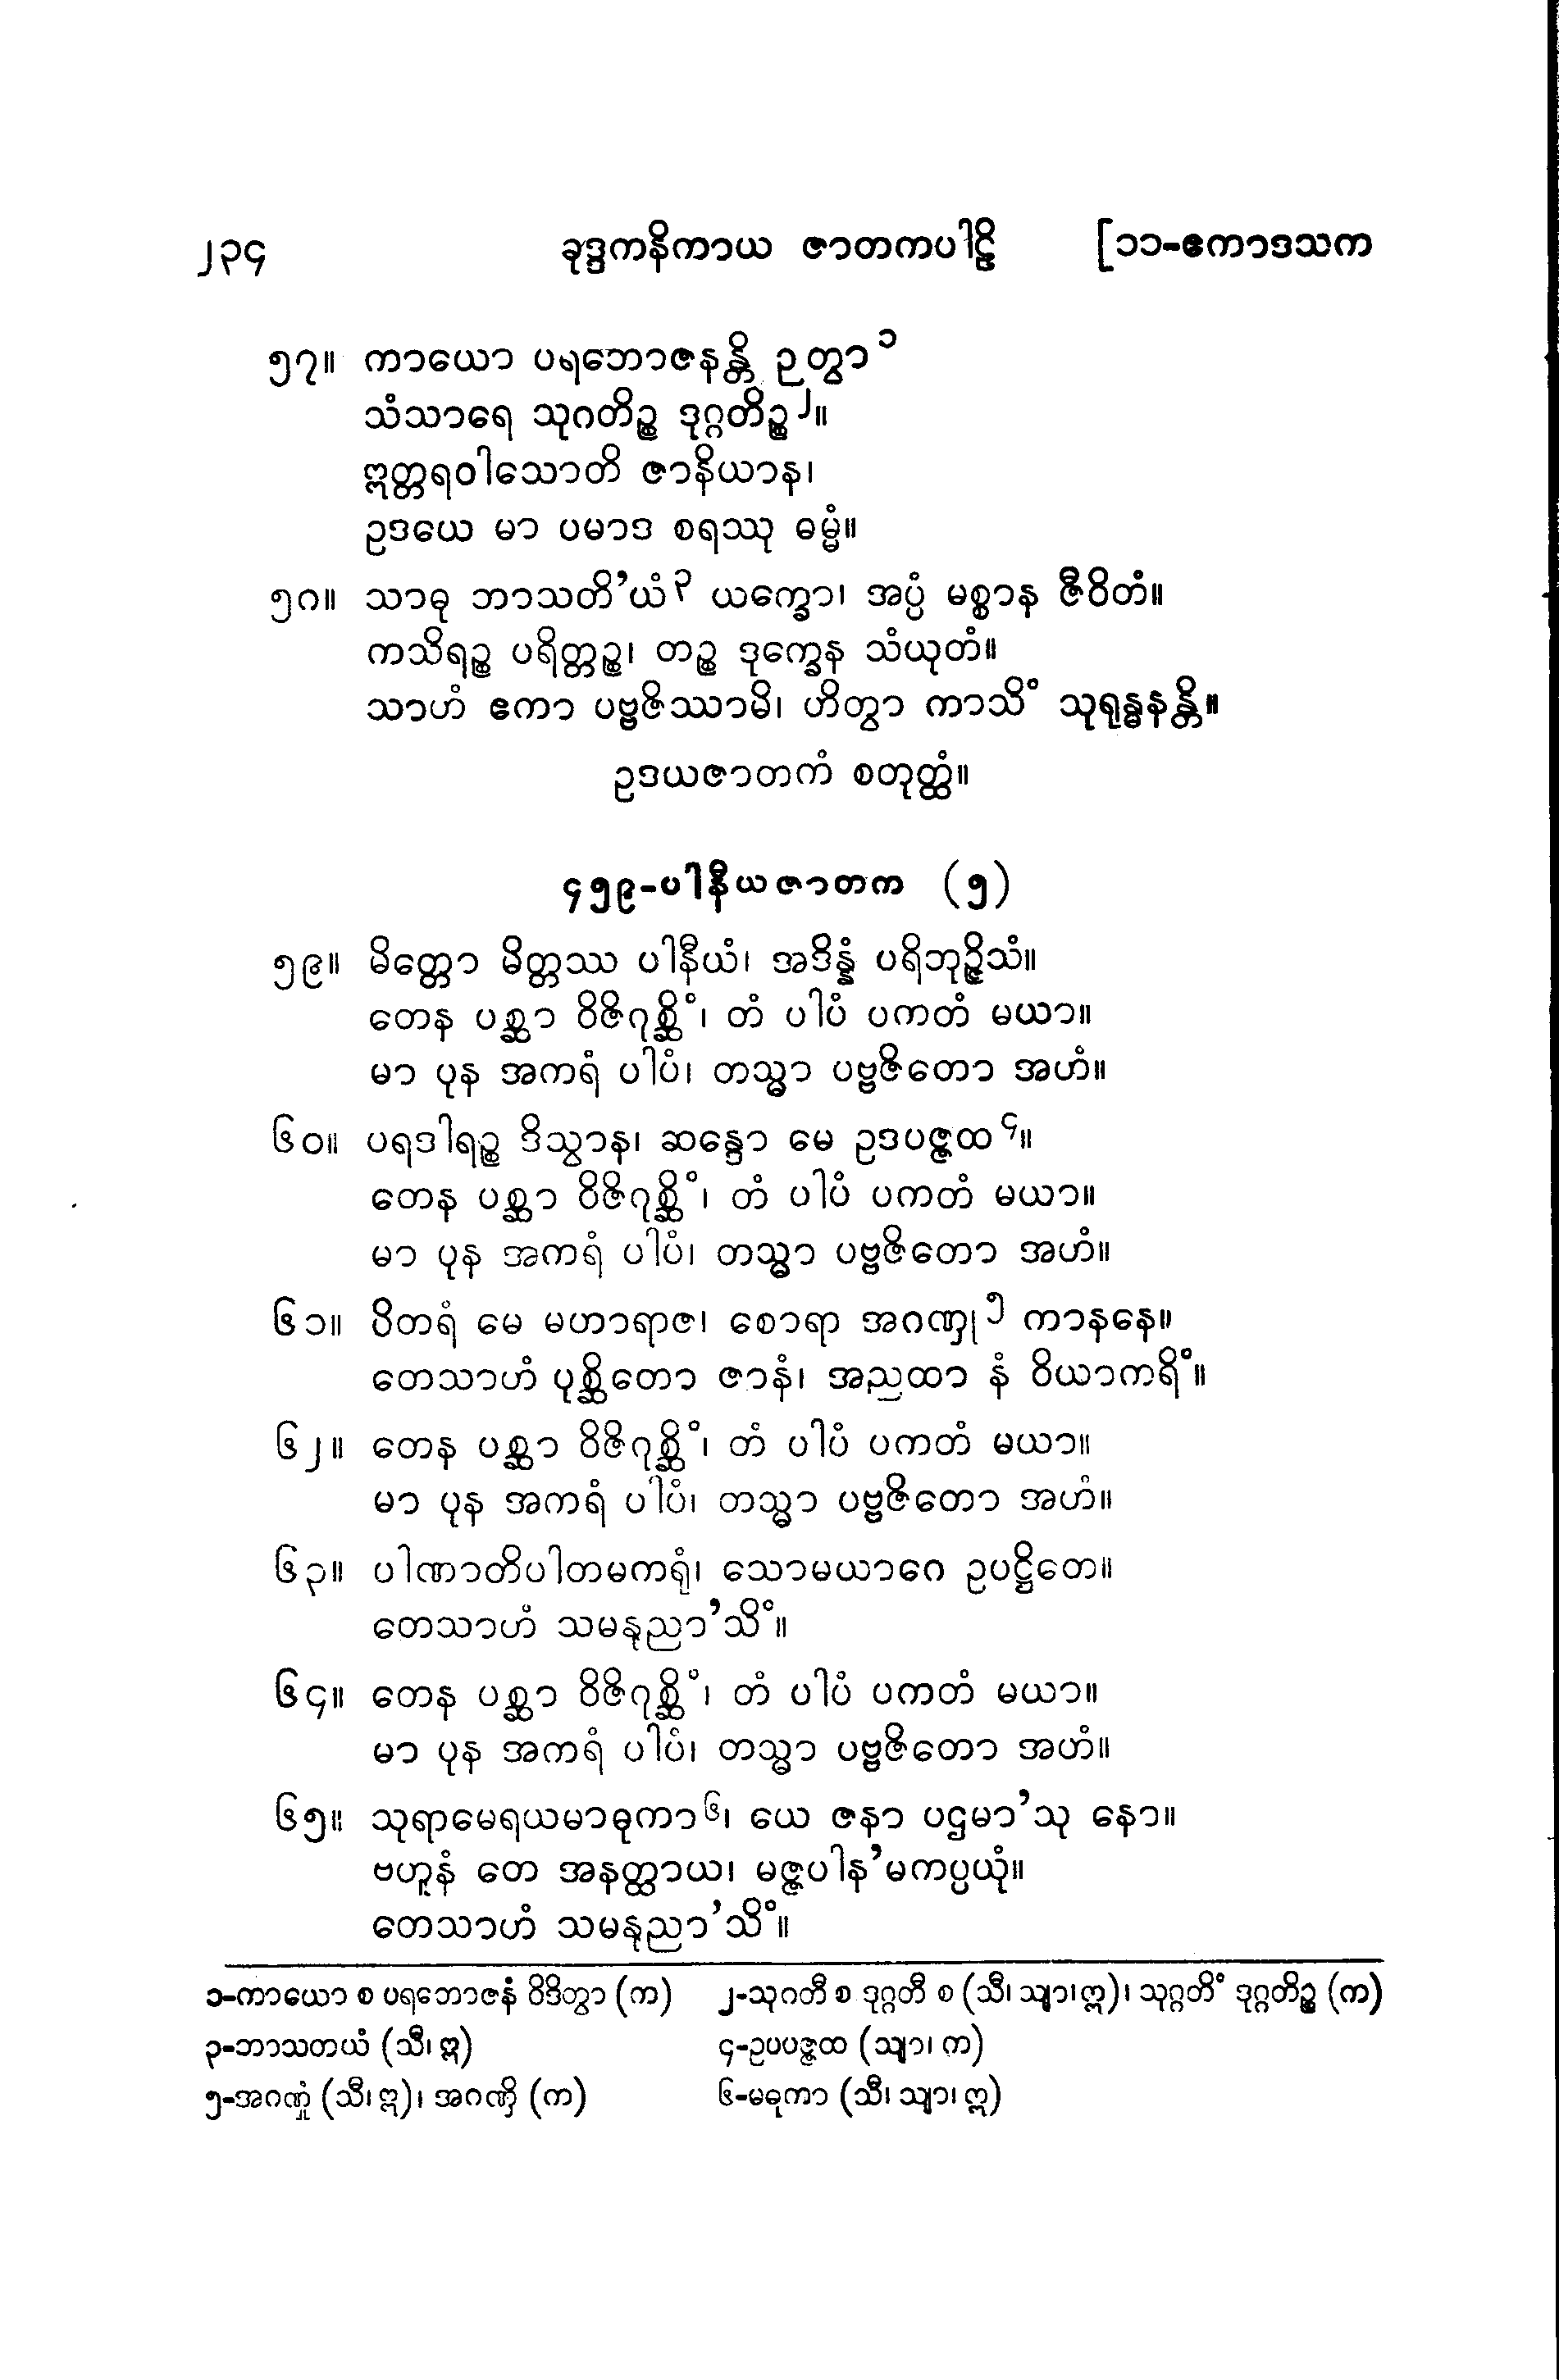 ၂၃၄ ခုဒ္ဒကနိကာယ ဇာတကပါဠိ [၁၁-ဧကာဒသက
၅၇။ ကာယော ပရဘောဇနန္တိ ဉတွာ၁
သံသာရေ သုဂတိဉ္စ ဒုဂ္ဂတိဉ္စ၂။
ဣတ္တရဝါသောတိ ဇာနိယာန၊
ဥဒယေ မာ ပမာဒ စရဿု ဓမ္မံ။
၅၈။ သာဓု ဘာသတိ’ယံ၃ ယက္ခော၊ အပ္ပံ မစ္စာန ဇီဝိတံ။
ကသိရဉ္စ ပရိတ္တဉ္စ၊ တဉ္စ ဒုက္ခေန သံယုတံ။
သာဟံ ဧကာ ပဗ္ဗဇိဿာမိ၊ ဟိတွာ ကာသိံ သုရုန္ဓနန္တိ။
ဥဒယဇာတကံ စတုတ္ထံ။
၄၅၉-ပါနီယဇာတက (၅)
၅၉။ မိတ္တော မိတ္တဿ ပါနီယံ၊ အဒိန္နံ ပရိဘုဉ္ဇိသံ။
တေန ပစ္ဆာ ဝိဇိဂုစ္ဆိံ၊ တံ ပါပံ ပကတံ မယာ။
မာ ပုန အကရံ ပါပံ၊ တသ္မာ ပဗ္ဗဇိတော အဟံ။
၆၀။ ပရဒါရဉ္စ ဒိသွာန၊ ဆန္ဒော မေ ဥဒပဇ္ဇထ၄။
တေန ပစ္ဆာ ဝိဇိဂုစ္ဆိံ၊ တံ ပါပံ ပကတံ မယာ။
မာ ပုန အကရံ ပါပံ၊ တသ္မာ ပဗ္ဗဇိတော အဟံ။
၆၁။ ပိတရံ မေ မဟာရာဇ၊ စောရာ အဂဏှု၅ ကာနနေ။
တေသာဟံ ပုစ္ဆိတော ဇာနံ၊ အညထာ နံ ဝိယာကရိံ။
၆၂။ တေန ပစ္ဆာ ဝိဇိဂုစ္ဆိံ၊ တံ ပါပံ ပကတံ မယာ။
မာ ပုန အကရံ ပါပံ၊ တသ္မာ ပဗ္ဗဇိတော အဟံ။
၆၃။ ပါဏာတိပါတမကရုံ၊ သောမယာဂေ ဥပဋ္ဌိတေ။
တေသာဟံ သမနုညာ’သိံ။
၆၄။ တေန ပစ္ဆာ ဝိဇိဂုစ္ဆိံ၊ တံ ပါပံ ပကတံ မယာ။
မာ ပုန အကရံ ပါပံ၊ တသ္မာ ပဗ္ဗဇိတော အဟံ။
၆၅။ သုရာမေရယမာဓုကာ၆၊ ယေ ဇနာ ပဌမာ’သု နော။
ဗဟူနံ တေ အနတ္ထာယ၊ မဇ္ဇပါန’မကပ္ပယုံ။
တေသာဟံ သမနုညာ’သိံ။
၁-ကာယော စ ပရဘောဇနံ ဝိဒိတွာ (က) ၂-သုဂတီ စ ဒုဂ္ဂတီ စ (သီ၊ သျာ၊ဣ)၊ သုဂ္ဂတိံ ဒုဂ္ဂတိဉ္စ (က)
၃-ဘာသတယံ (သီ၊ ဣ) ၄-ဥပပဇ္ဇထ (သျာ၊ က)
၅-အဂဏှုံ (သီ၊ ဣ)၊ အဂဏှိ (က) ၆-မဓုကာ (သီ၊ သျာ၊ ဣ)